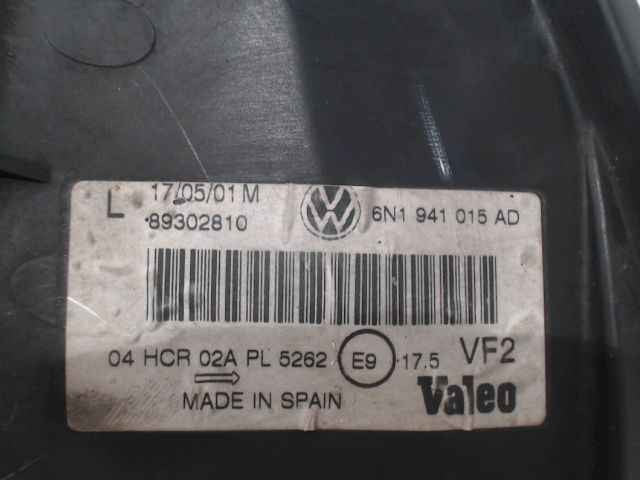 L 17/05/01 M
89302810
6N1 941 015 AD
04 HCR 02A PL 5262 E9 17.5 VF2
MADE IN SPAIN
Valeo